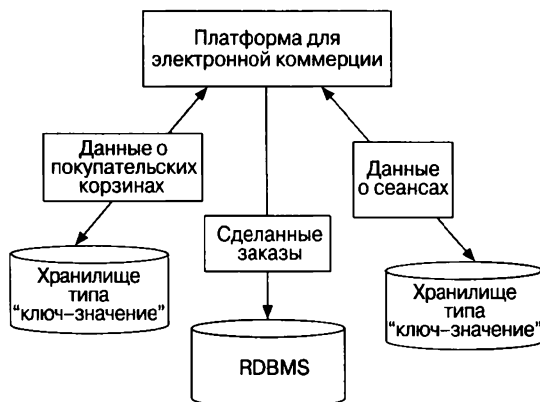 Платформа для
электронной коммерции
Данные о
покупательских
корзинах
Данные
о сеансах
Сделанные
заказы
Хранилище
типа
“ключ–значение”
Хранилище
типа
“ключ–значение”
RDBMS